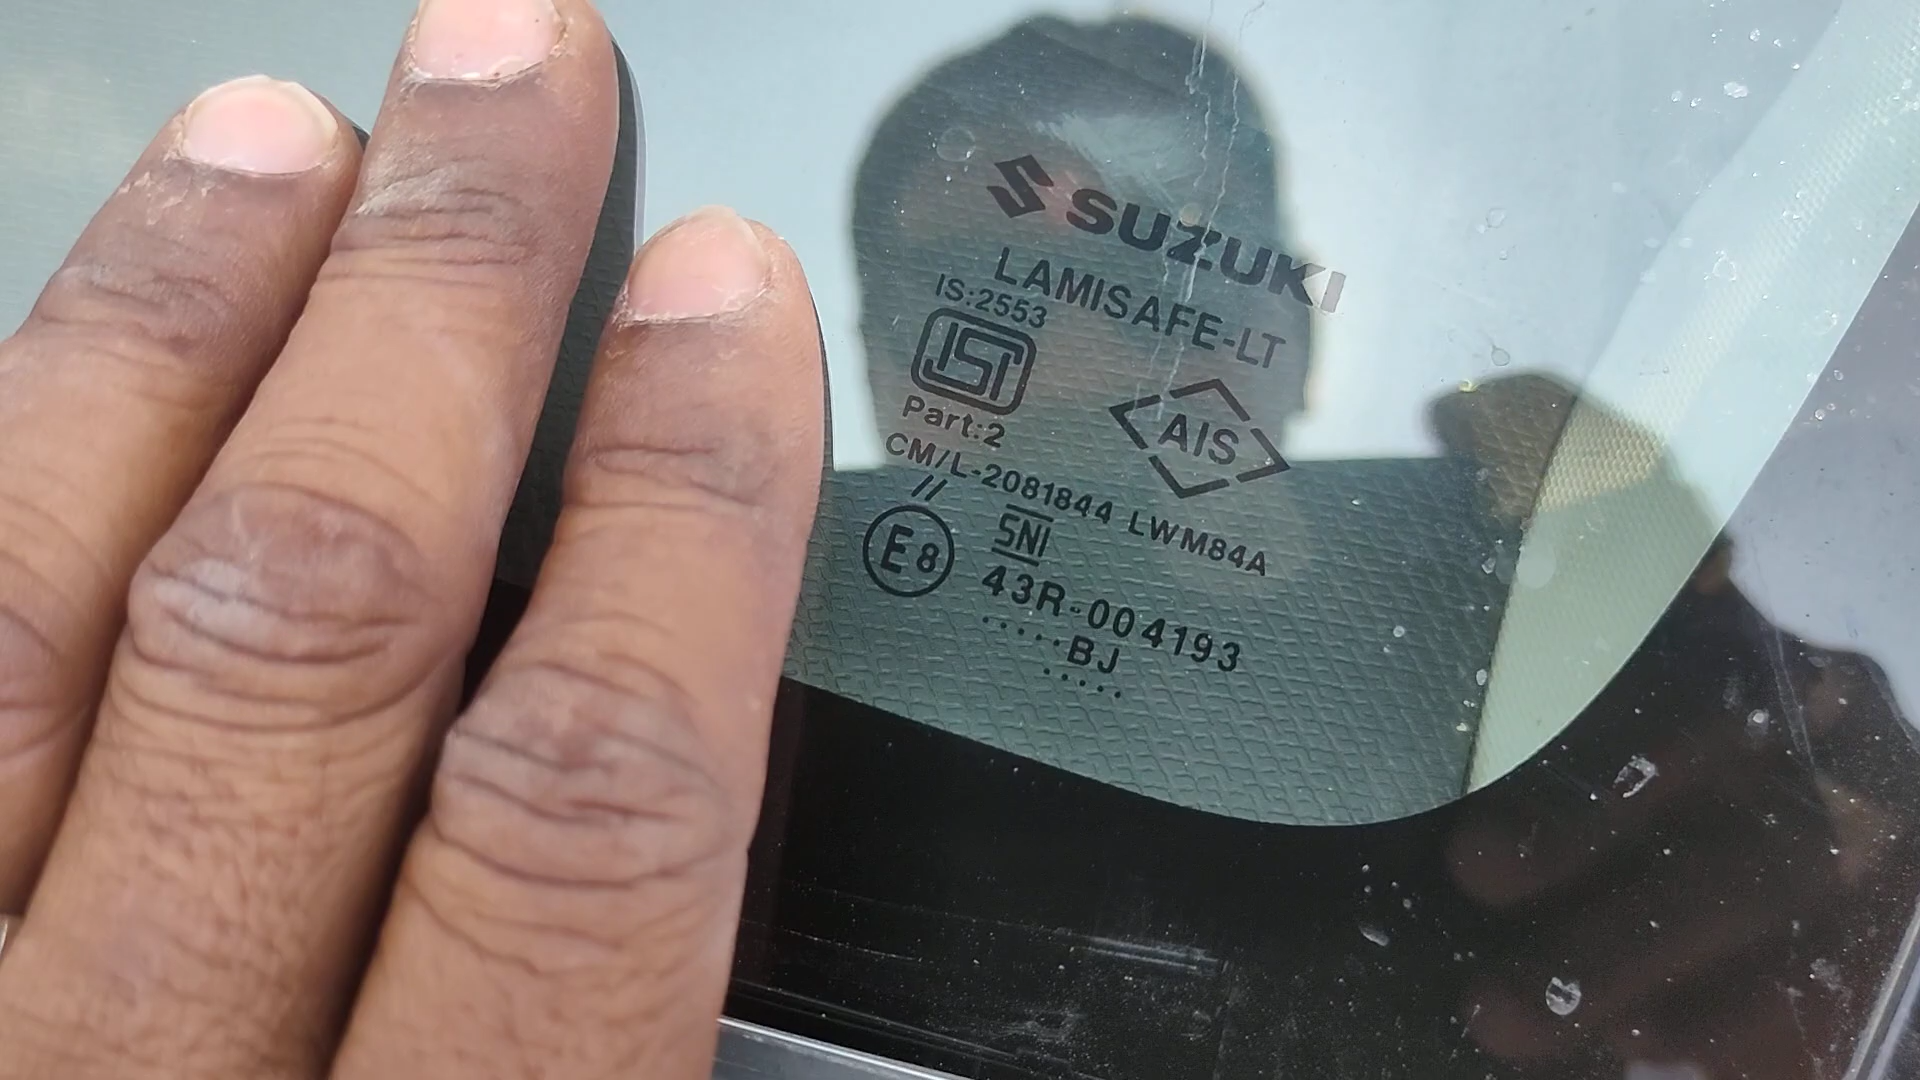 SUZUKI
LAMISAFE-LT
IS:2553
ISI
Part:2
AIS
CM/L-2081844 LWM84A
//
E8
SNI
43R-004193
.....BJ
.....